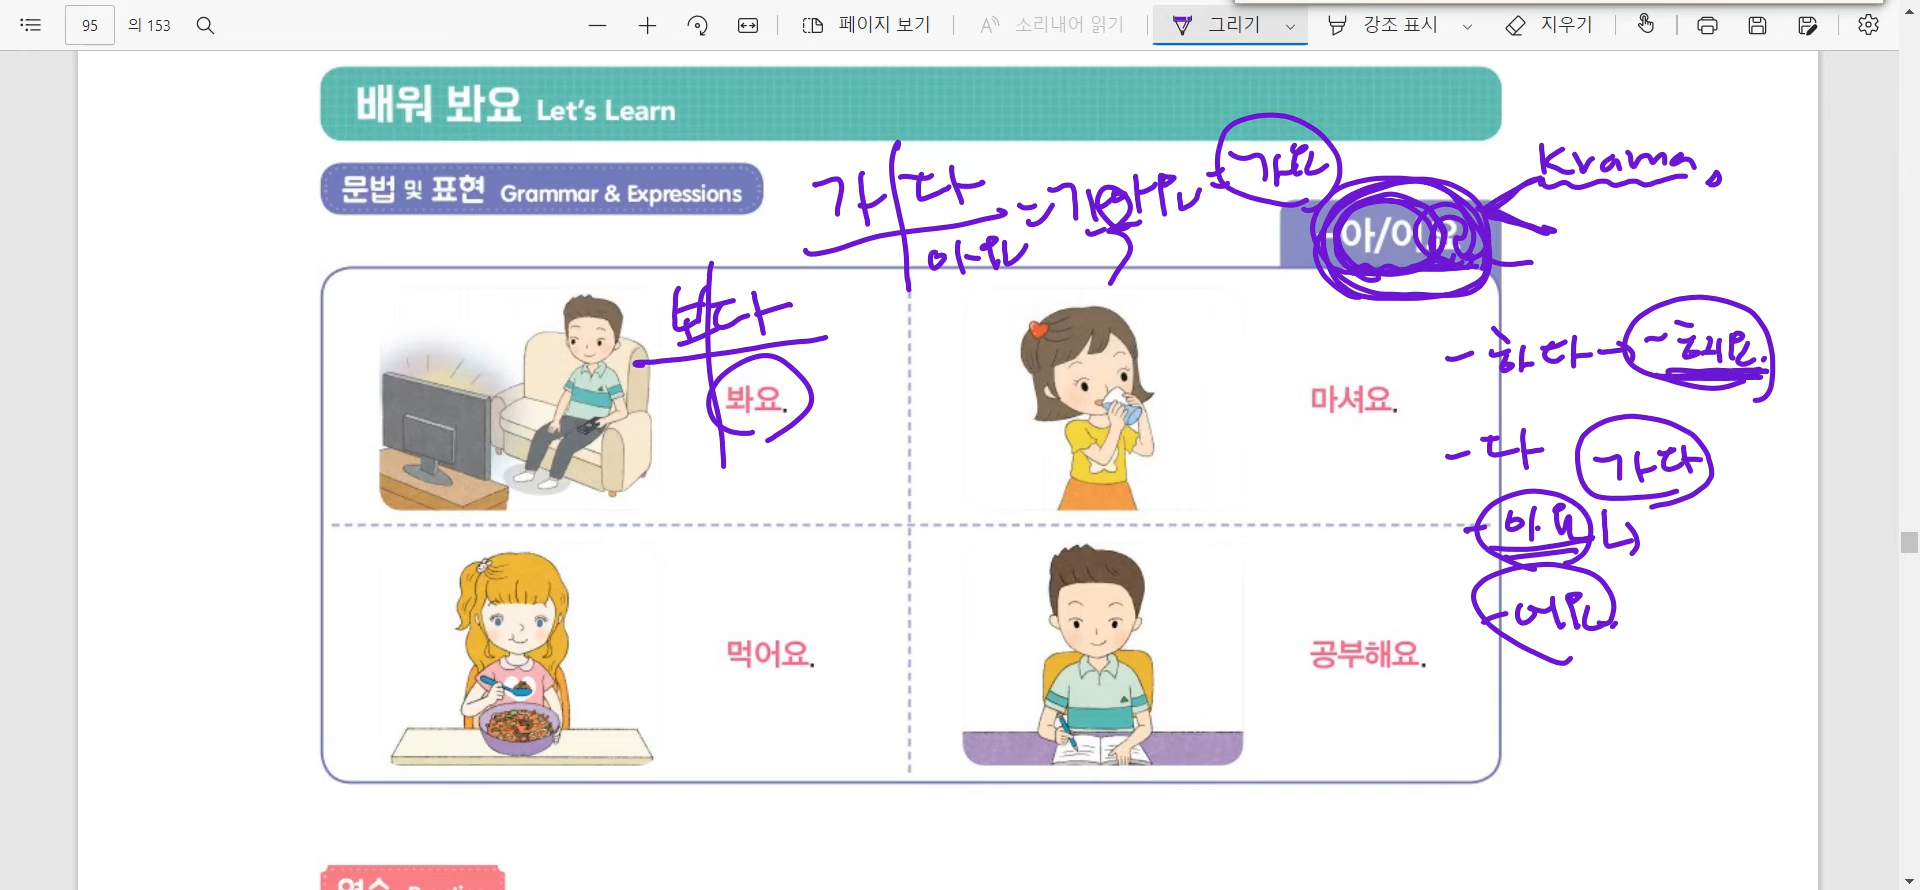 95 의 153 페이지 보기 소리내어 읽기 그리기 강조 표시 지우기
배워 봐요 Let's Learn
문법 및 표현 Grammar & Expressions
가다 = 가아요 가요
아요
Krama
아/어요
보다
봐요.
마셔요.
-하다 -해요.
-다 가다
-아요
-어요.
먹어요.
공부해요.